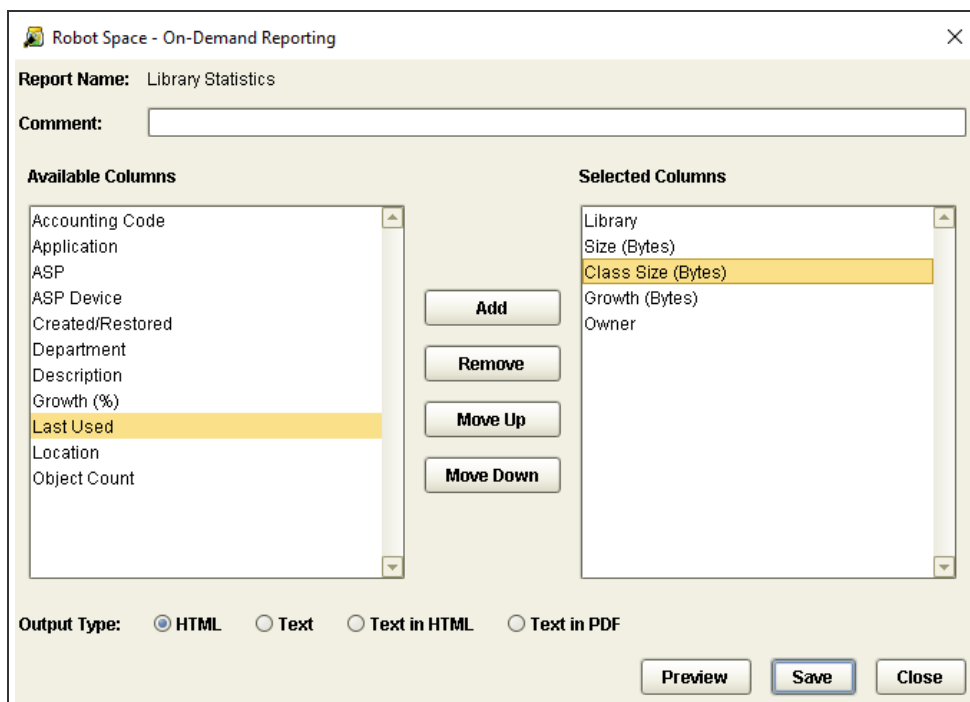 Robot Space - On-Demand Reporting
Report Name: Library Statistics
Comment:
Available Columns
Accounting Code
Application
ASP
ASP Device
Created/Restored
Department
Description
Growth (%)
Last Used
Location
Object Count
Add
Remove
Move Up
Move Down
Selected Columns
Library
Size (Bytes)
Class Size (Bytes)
Growth (Bytes)
Owner
Output Type: HTML Text Text in HTML Text in PDF
Preview Save Close